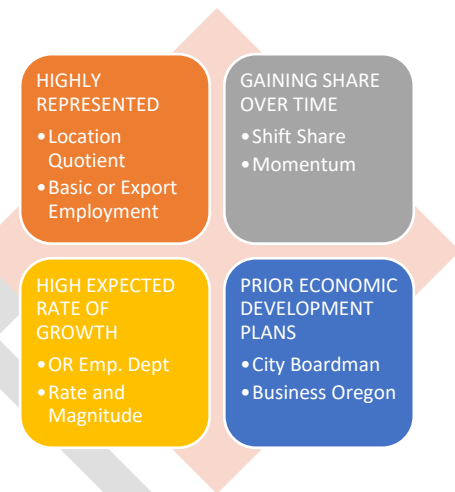 HIGHLY
REPRESENTED
•Location
Quotient
•Basic or Export
Employment
GAINING SHARE
OVER TIME
•Shift Share
•Momentum
HIGH EXPECTED
RATE OF
GROWTH
•OR Emp. Dept
•Rate and
Magnitude
PRIOR ECONOMIC
DEVELOPMENT
PLANS
•City Boardman
•Business Oregon